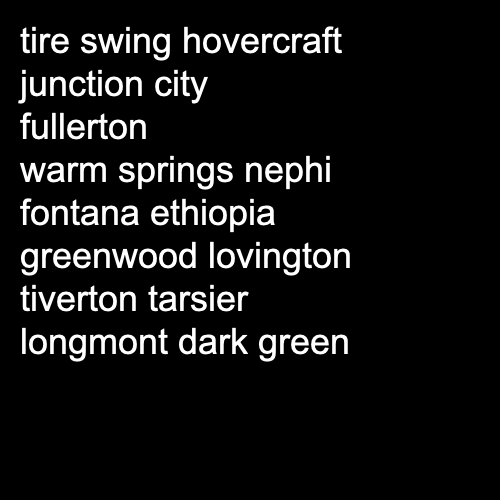 tire swing hovercraft
junction city
fullerton
warm springs nephi
fontana ethiopia
greenwood lovington
tiverton tarsier
longmont dark green